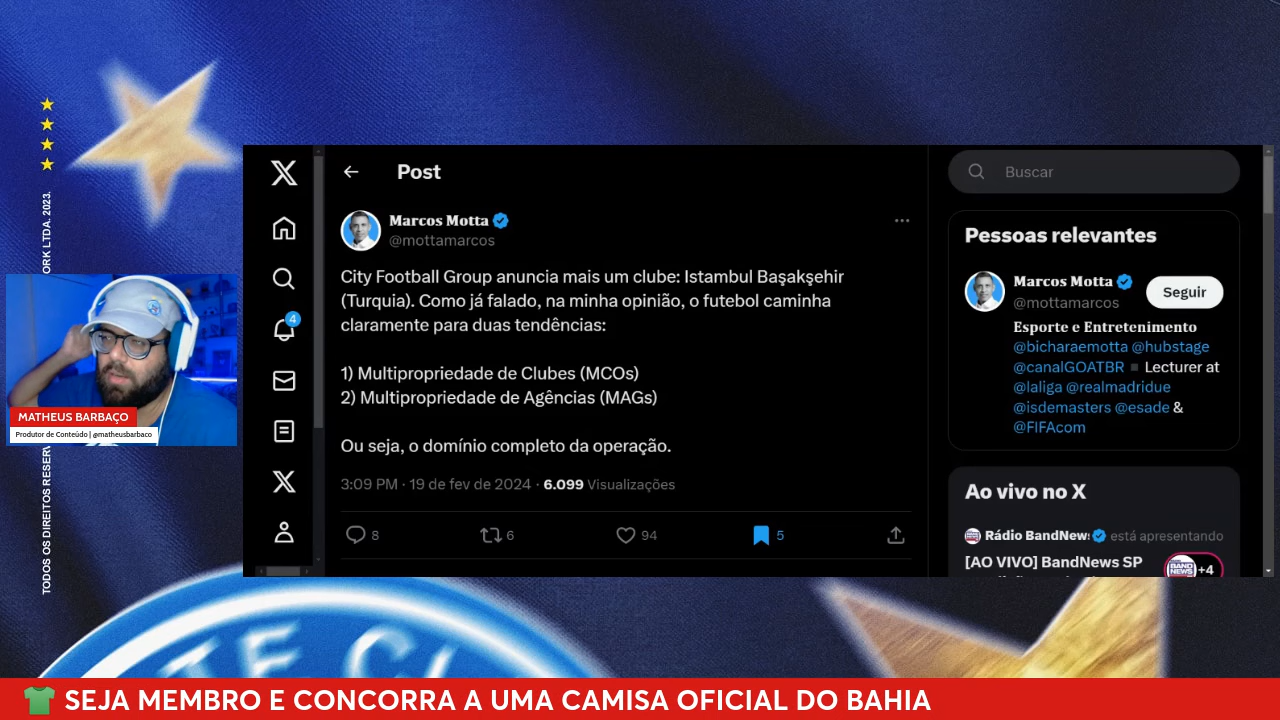 TODOS OS DIREITOS RESERV
ORK LTDA. 2023.
MATHEUS BARBAÇO
Produtor de Conteúdo | @matheusbarbaco
Post
Marcos Motta
@mottamarcos
City Football Group anuncia mais um clube: Istambul Başakşehir
(Turquia). Como já falado, na minha opinião, o futebol caminha
claramente para duas tendências:
1) Multipropriedade de Clubes (MCOs)
2) Multipropriedade de Agências (MAGs)
Ou seja, o domínio completo da operação.
3:09 PM · 19 de fev de 2024 · 6.099 Visualizações
8 6 94 5
4
Buscar
Pessoas relevantes
Marcos Motta
@mottamarcos
Seguir
Esporte e Entretenimento
@bicharaemotta @hubstage
@canalGOATBR ◾ Lecturer at
@laliga @realmadridue
@isdemasters @esade &
@FIFAcom
Ao vivo no X
Rádio BandNews está apresentando
[AO VIVO] BandNews SP
BAND NEWS +4
TE CL
SEJA MEMBRO E CONCORRA A UMA CAMISA OFICIAL DO BAHIA